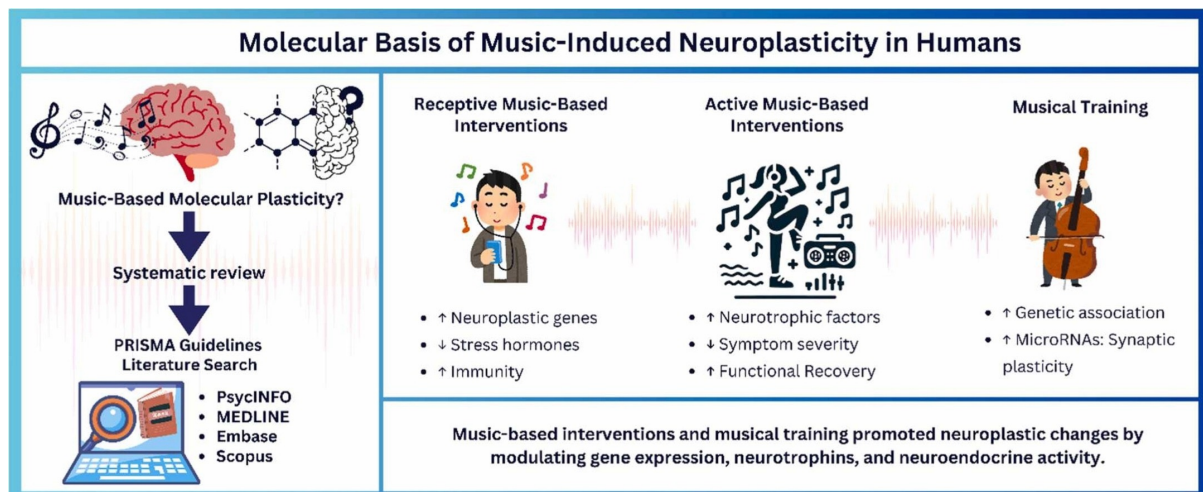 Molecular Basis of Music-Induced Neuroplasticity in Humans
Music-Based Molecular Plasticity?
Systematic review
PRISMA Guidelines
Literature Search
• PsycINFO
• MEDLINE
• Embase
• Scopus
Receptive Music-Based
Interventions
• ↑ Neuroplastic genes
• ↓ Stress hormones
• ↑ Immunity
Active Music-Based
Interventions
• ↑ Neurotrophic factors
• ↓ Symptom severity
• ↑ Functional Recovery
Musical Training
• ↑ Genetic association
• ↑ MicroRNAs: Synaptic
plasticity
Music-based interventions and musical training promoted neuroplastic changes by
modulating gene expression, neurotrophins, and neuroendocrine activity.